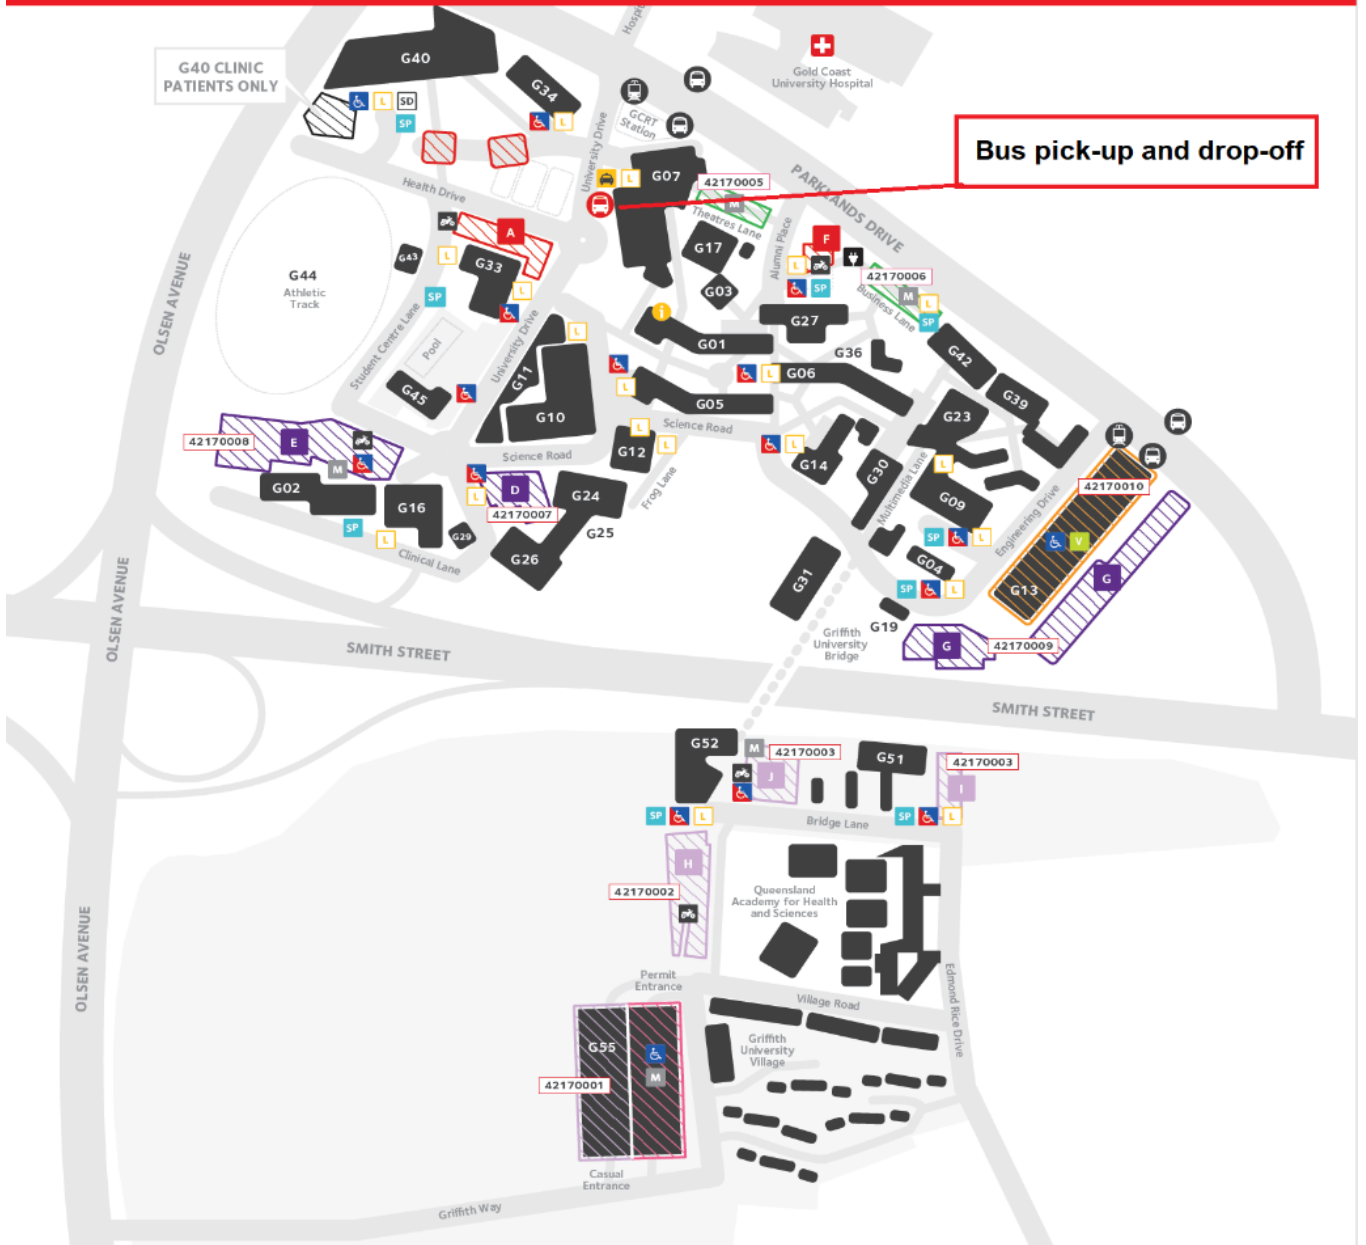 Hospi
G40
G40 CLINIC
PATIENTS ONLY
G34
Gold Coast
University Hospital
L
SD
SP
L
GCRT
Station
University Drive
Bus pick-up and drop-off
G07
L
42170005
M
Theatres Lane
PARKLANDS DRIVE
Health Drive
A
G17
Alumni Place
F
L
SP
42170006
M
L
SP
Business Lane
OLSEN AVENUE
G44
Athletic
Track
G43
L
G33
SP
L
G03
i
G27
G01
Student Centre Lane
Pool
University Drive
L
G11
G36
G42
L
L
G06
G45
G05
G39
G10
G23
Science Road
42170008
E
M
L
G12
L
L
G14
G30
Multimedia Lane
L
Science Road
G02
G16
L
D
42170007
G24
Frog Lane
G09
42170010
Engineering Drive
SP
L
G29
G25
SP
L
V
Clinical Lane
G26
G31
G04
G13
G
SP
L
OLSEN AVENUE
G19
Griffith
University
Bridge
G
42170009
SMITH STREET
SMITH STREET
G52
M
42170003
J
G51
42170003
I
SP
L
SP
L
Bridge Lane
H
42170002
Queensland
Academy for Health
and Sciences
OLSEN AVENUE
Permit
Entrance
Village Road
Edmond Rice Drive
G55
M
Griffith
University
Village
42170001
Casual
Entrance
Griffith Way